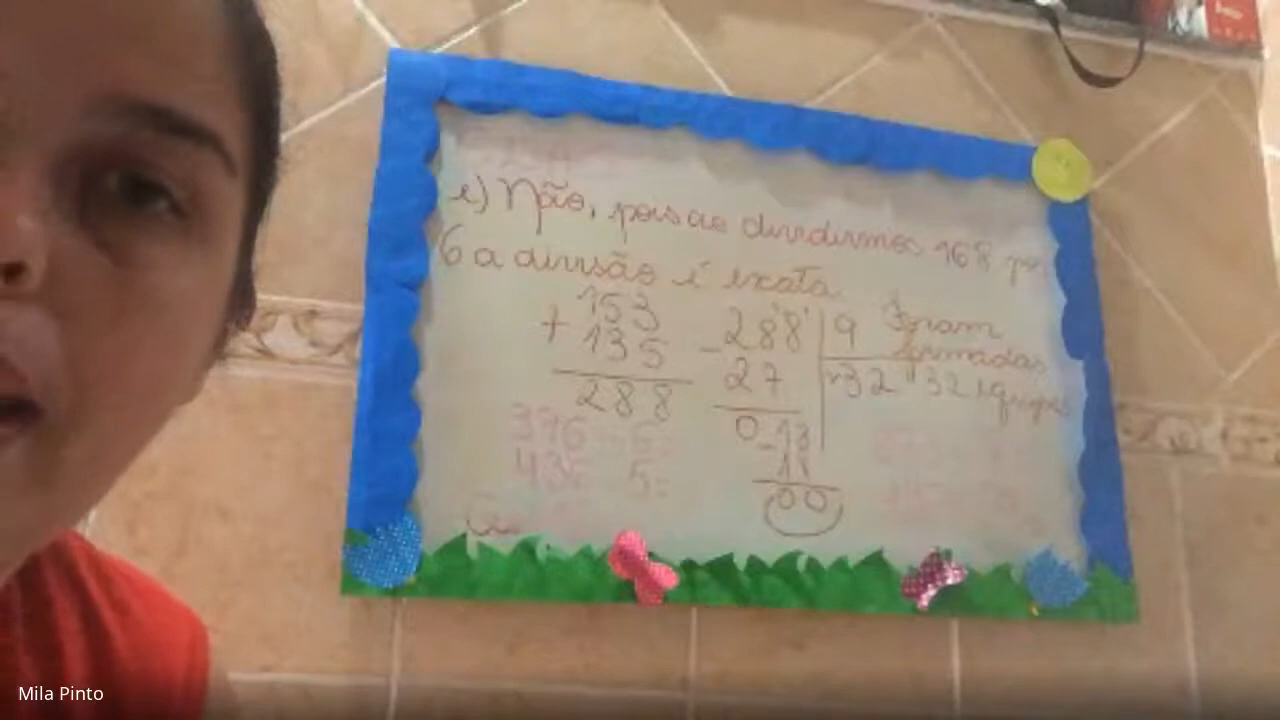 e) Não, pois ao dividirmos 168 por
6 a divisão é exata.
153
+ 135
288
288 | 9
- 27 32
0 - 18
18
00
Foram
formadas
32 equipes
Mila Pinto